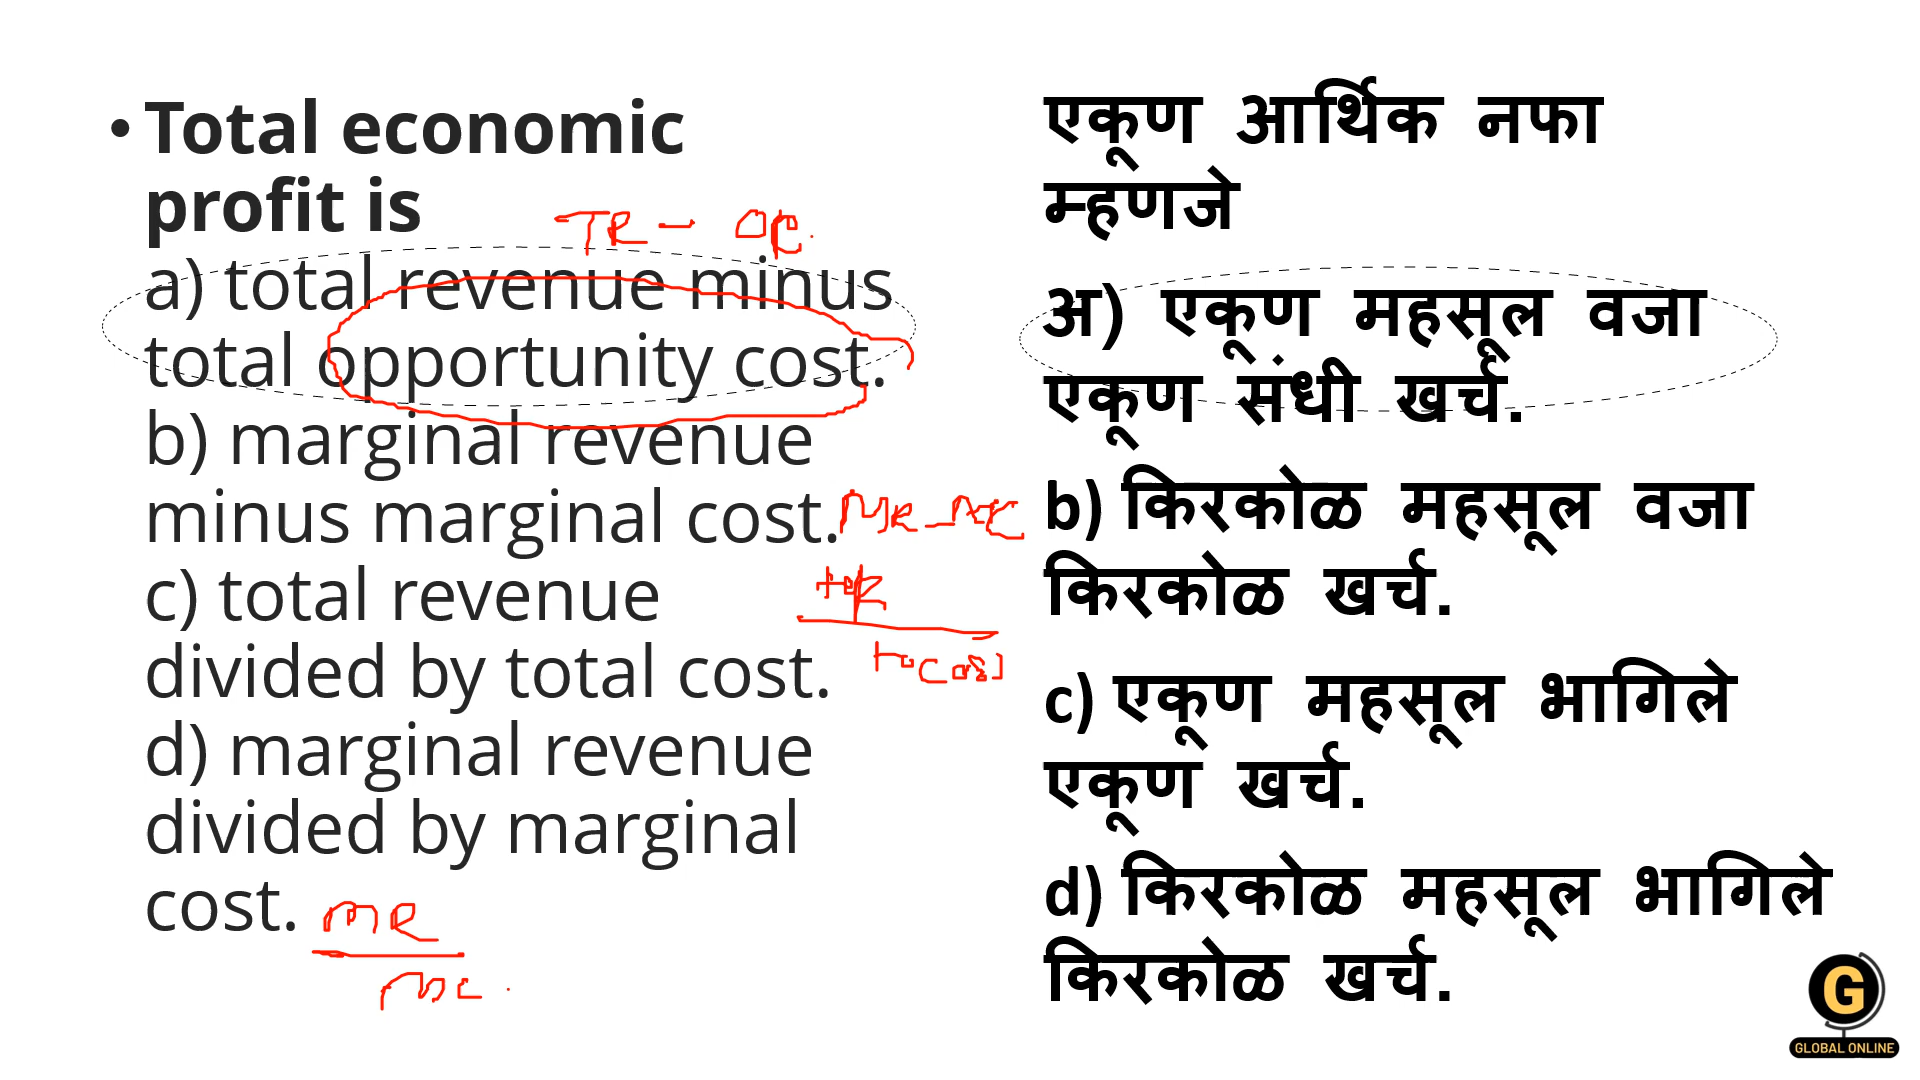 • Total economic
profit is
TR - OC.
a) total revenue minus
total opportunity cost.
b) marginal revenue
minus marginal cost.
MR - MC
c) total revenue
divided by total cost.
d) marginal revenue
divided by marginal
cost.
MR
MC.
एकूण आर्थिक नफा
म्हणजे
अ) एकूण महसूल वजा
एकूण संधी खर्च.
b) किरकोळ महसूल वजा
किरकोळ खर्च.
c) एकूण महसूल भागिले
एकूण खर्च.
d) किरकोळ महसूल भागिले
किरकोळ खर्च.
G
GLOBAL ONLINE